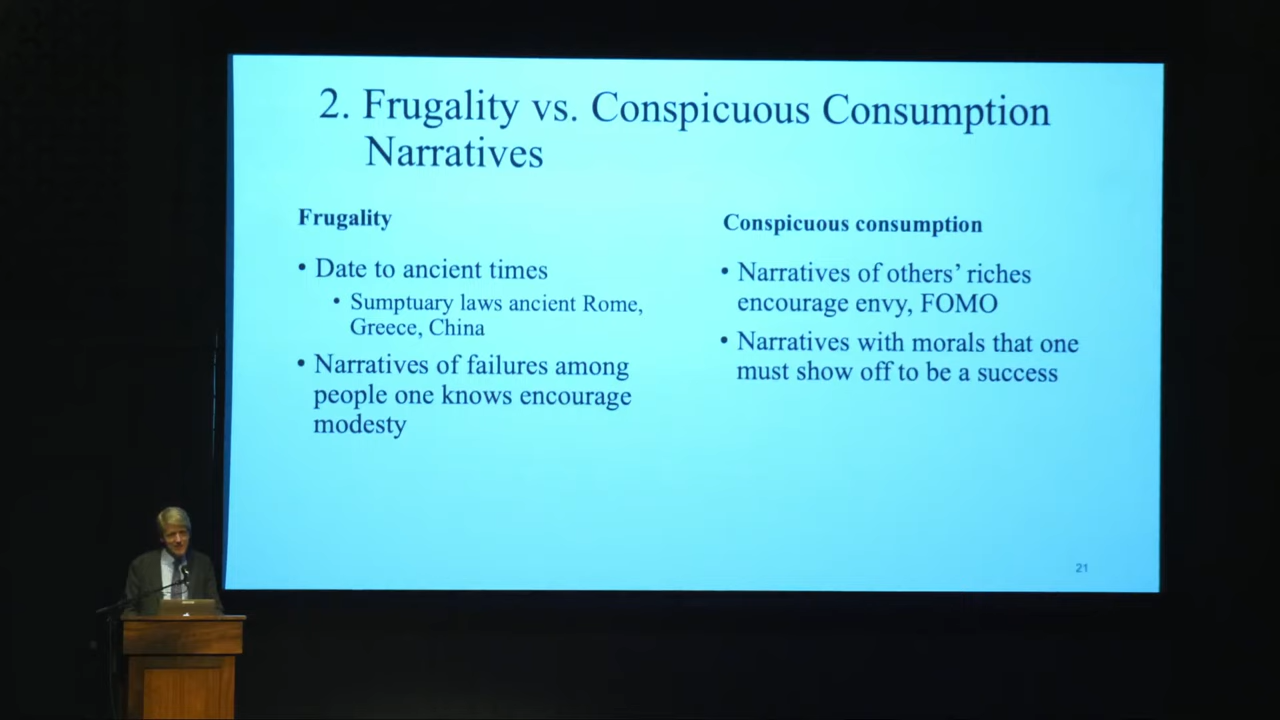 2. Frugality vs. Conspicuous Consumption
Narratives
Frugality
• Date to ancient times
• Sumptuary laws ancient Rome,
Greece, China
• Narratives of failures among
people one knows encourage
modesty
Conspicuous consumption
• Narratives of others’ riches
encourage envy, FOMO
• Narratives with morals that one
must show off to be a success
21